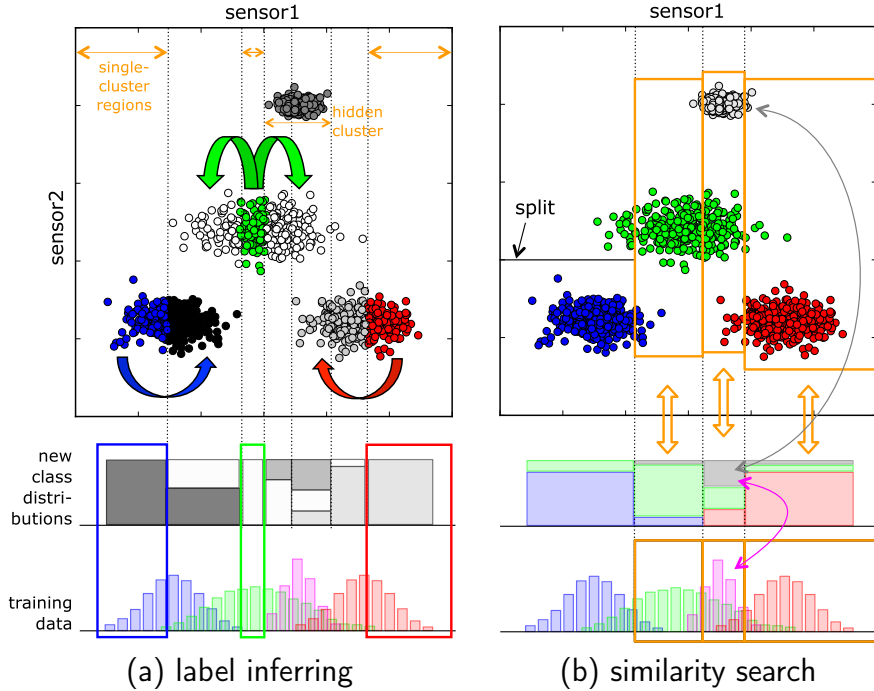 sensor1
sensor2
single-
cluster
regions
hidden
cluster
new
class
distri-
butions
training
data
(a) label inferring
sensor1
split
(b) similarity search